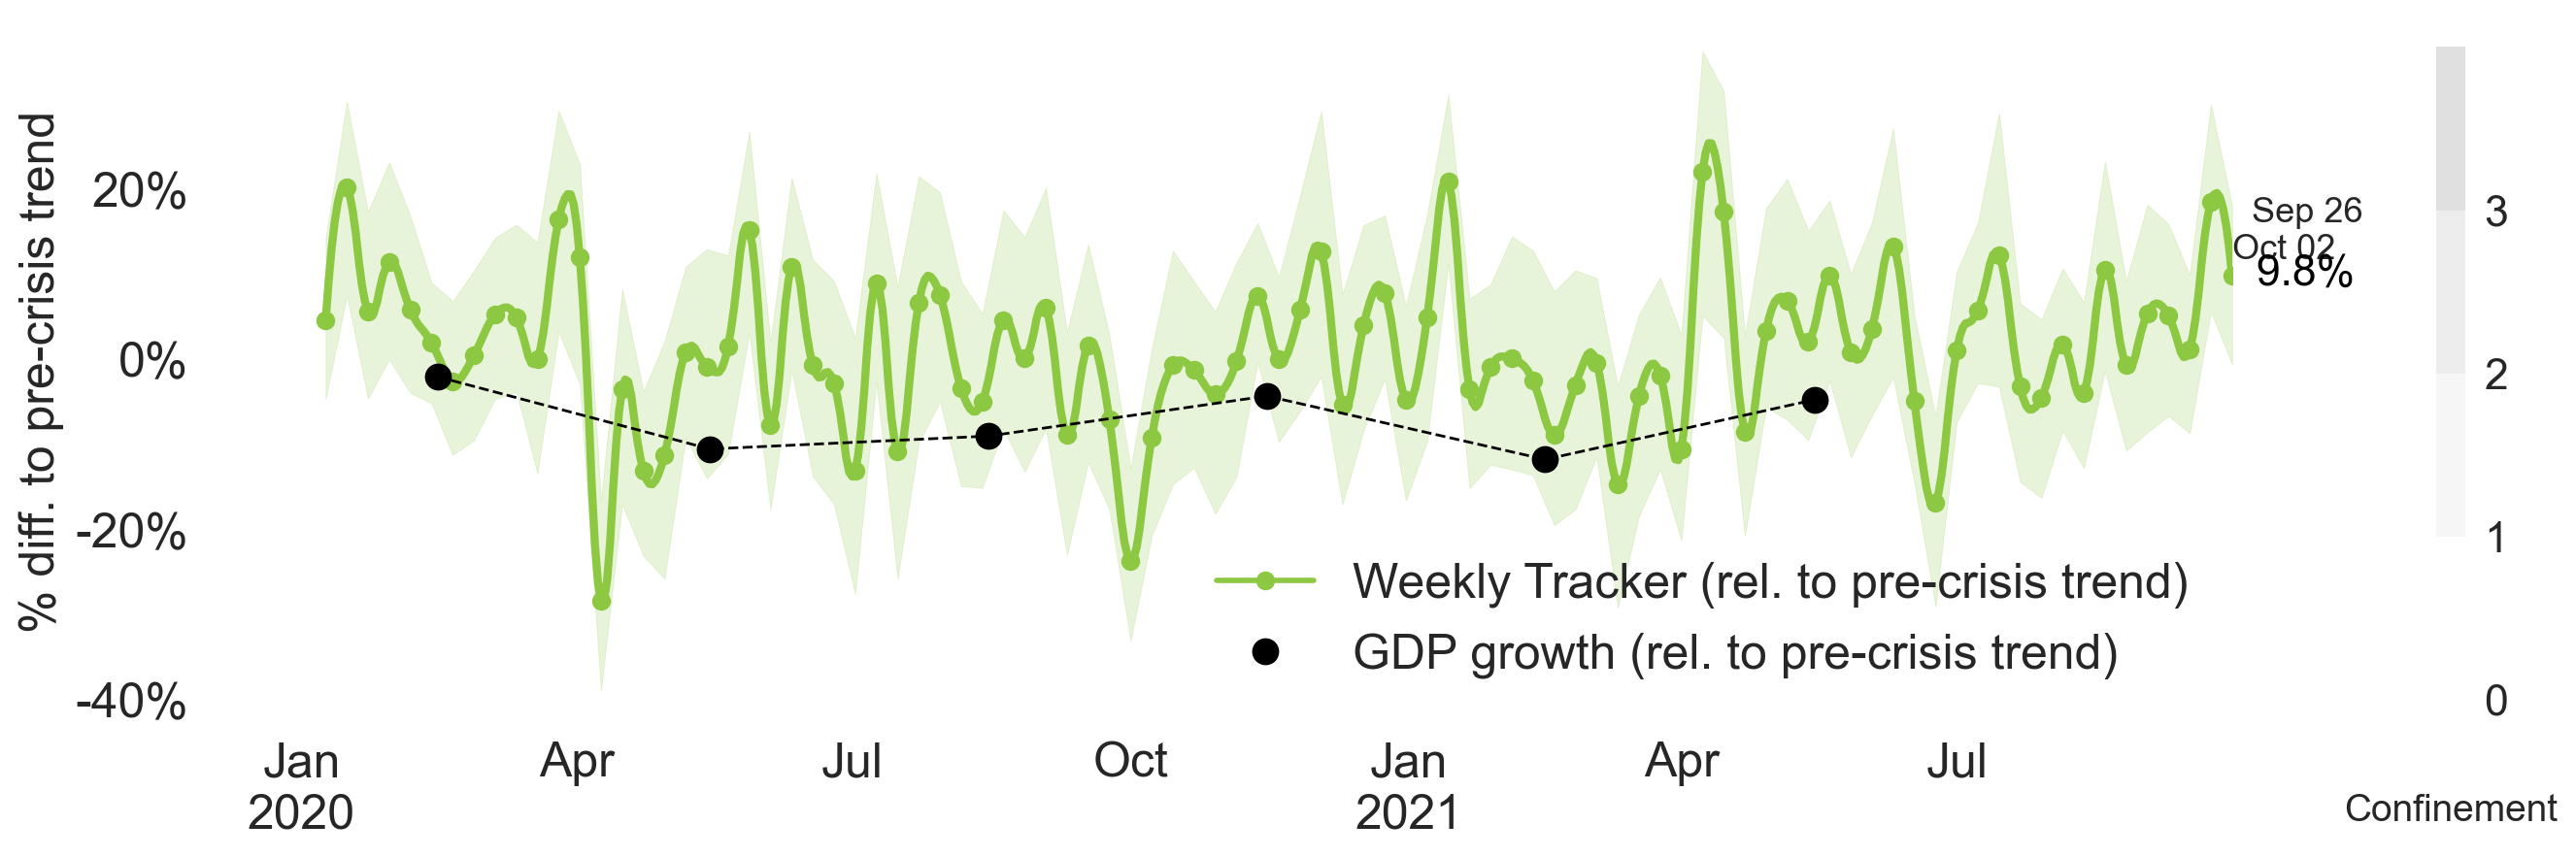 % diff. to pre-crisis trend
20%
0%
-20%
-40%
Jan
2020
Apr
Jul
Oct
Jan
2021
Apr
Jul
Sep 26
Oct 02
9.8%
Weekly Tracker (rel. to pre-crisis trend)
GDP growth (rel. to pre-crisis trend)
3
2
1
0
Confinement